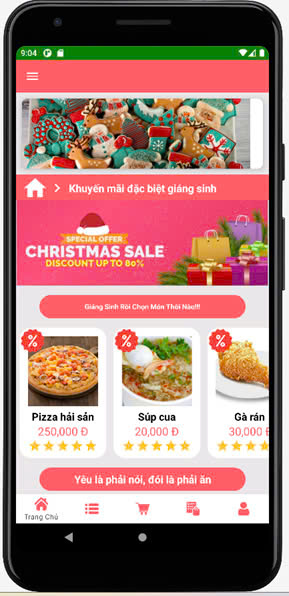 9:04
Khuyến mãi đặc biệt giáng sinh
SPECIAL OFFER
CHRISTMAS SALE
DISCOUNT UP TO 80%
Giáng Sinh Rồi Chọn Món Thôi Nào!!!
%
%
%
Pizza hải sản
Súp cua
Gà rán
250,000 Đ
20,000 Đ
30,000 Đ
Yêu là phải nói, đói là phải ăn
Trang Chủ